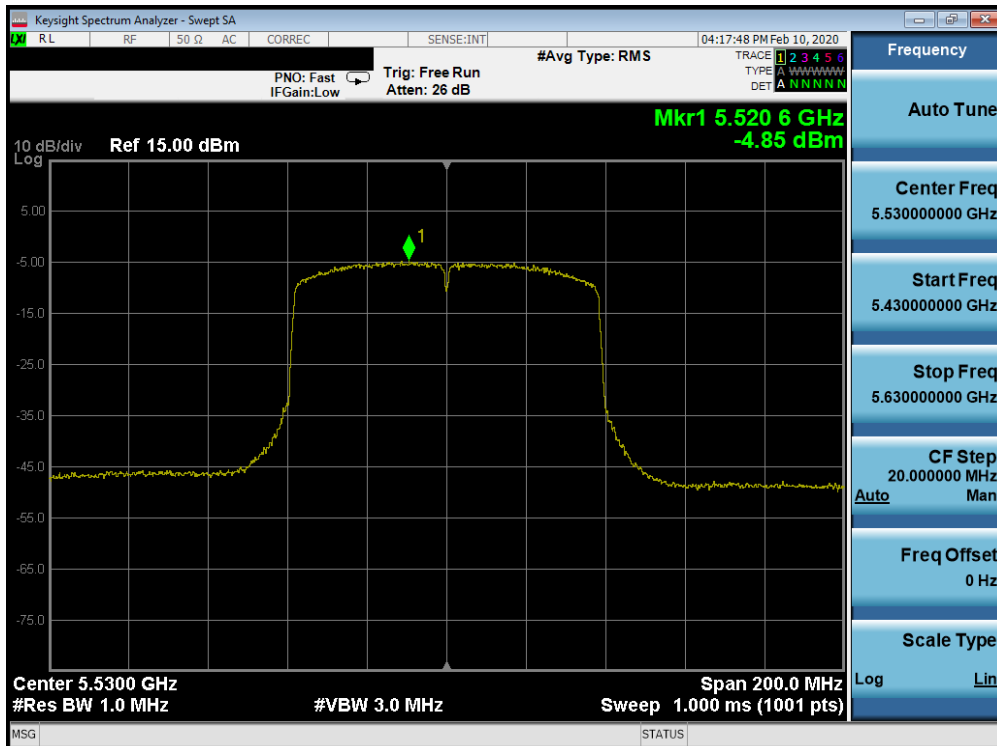 Keysight Spectrum Analyzer - Swept SA
LXI RL RF 50 Ω AC CORREC SENSE:INT 04:17:48 PM Feb 10, 2020
#Avg Type: RMS TRACE 1 2 3 4 5 6
PNO: Fast Trig: Free Run TYPE A WWWWW
IFGain:Low Atten: 26 dB DET A N N N N N
Mkr1 5.520 6 GHz
-4.85 dBm
10 dB/div Ref 15.00 dBm
Log
1
5.00
-5.00
-15.0
-25.0
-35.0
-45.0
-55.0
-65.0
-75.0
Center 5.5300 GHz Span 200.0 MHz
#Res BW 1.0 MHz #VBW 3.0 MHz Sweep 1.000 ms (1001 pts)
MSG STATUS
Frequency
Auto Tune
Center Freq
5.530000000 GHz
Start Freq
5.430000000 GHz
Stop Freq
5.630000000 GHz
CF Step
20.000000 MHz
Auto Man
Freq Offset
0 Hz
Scale Type
Log Lin